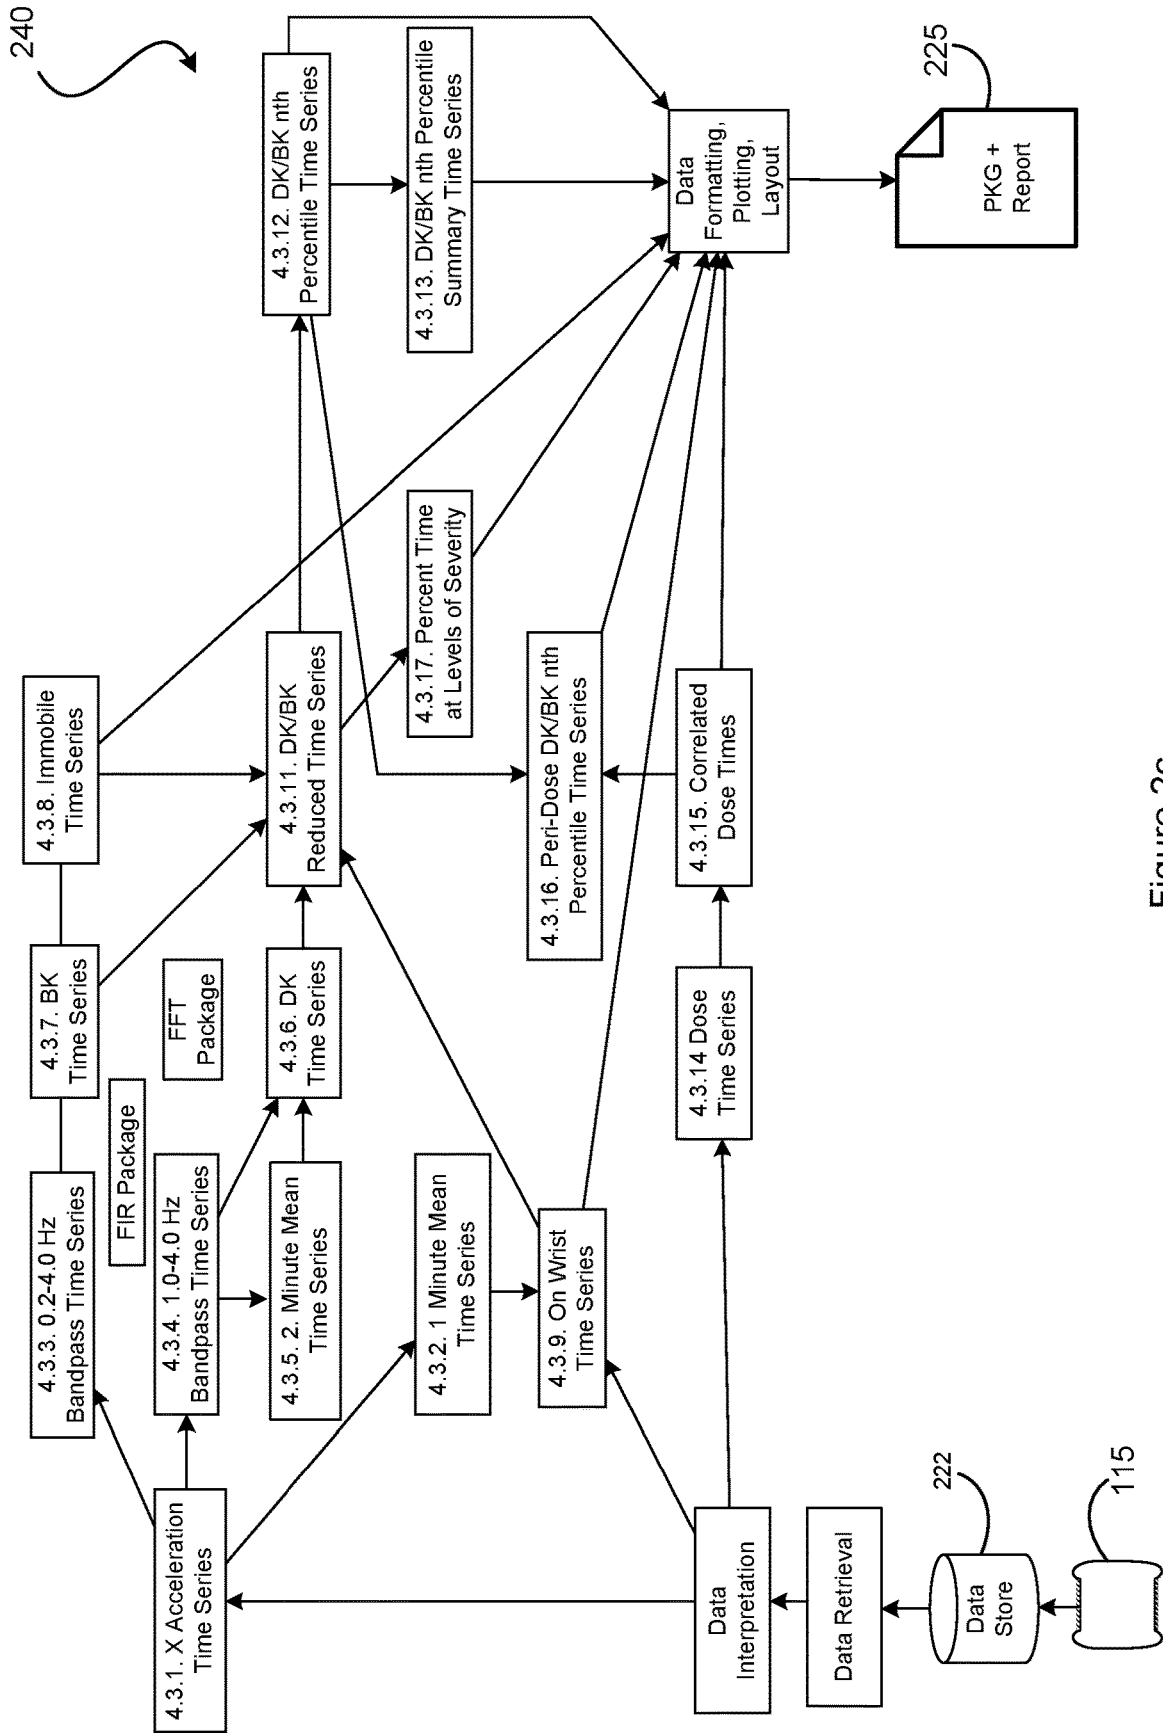 240
4.3.3. 0.2-4.0 Hz
Bandpass Time Series
4.3.7. BK
Time Series
4.3.8. Immobile
Time Series
FIR Package
FFT
Package
4.3.1. X Acceleration
Time Series
4.3.4. 1.0-4.0 Hz
Bandpass Time Series
4.3.5. 2. Minute Mean
Time Series
4.3.6. DK
Time Series
4.3.11. DK/BK
Reduced Time Series
4.3.12. DK/BK nth
Percentile Time Series
4.3.2. 1 Minute Mean
Time Series
4.3.17. Percent Time
at Levels of Severity
4.3.13. DK/BK nth Percentile
Summary Time Series
4.3.9. On Wrist
Time Series
4.3.16. Peri-Dose DK/BK nth
Percentile Time Series
Data
Interpretation
4.3.14 Dose
Time Series
4.3.15. Correlated
Dose Times
Data
Formatting,
Plotting,
Layout
Data Retrieval
222
Data
Store
115
225
PKG +
Report
Figure 2c